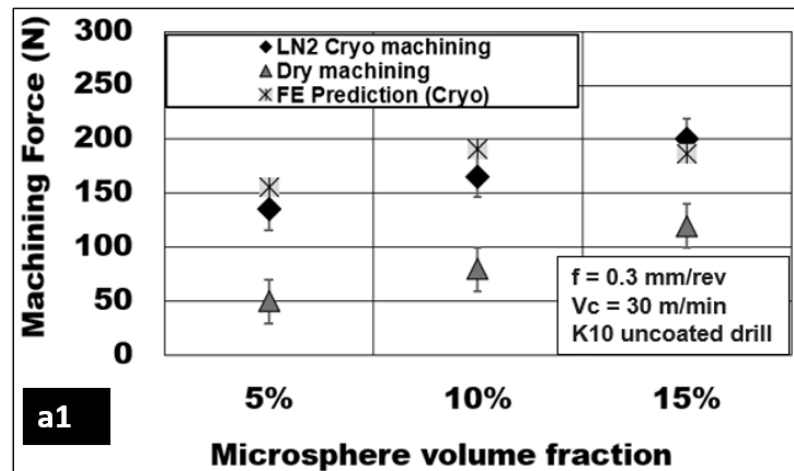 Machining Force (N)
300
250
200
150
100
50
0
LN2 Cryo machining
Dry machining
FE Prediction (Cryo)
f = 0.3 mm/rev
Vc = 30 m/min
K10 uncoated drill
5% 10% 15%
a1
Microsphere volume fraction